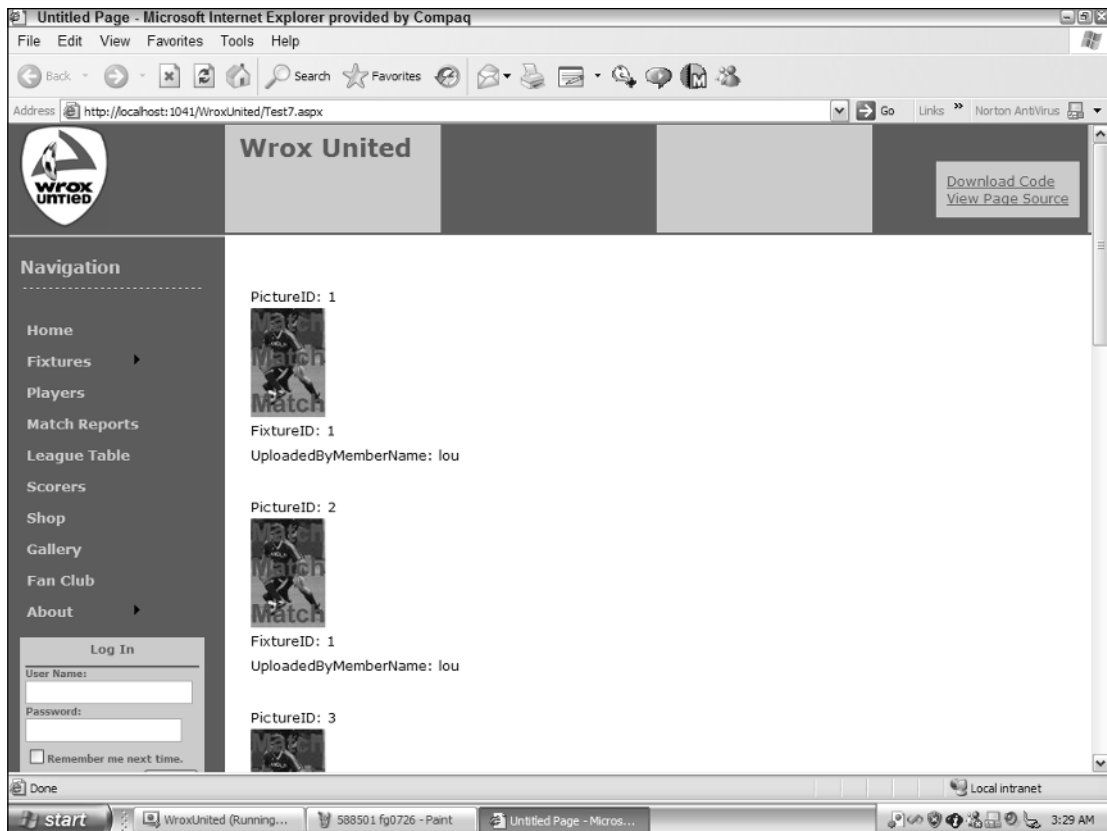 Untitled Page - Microsoft Internet Explorer provided by Compaq
File Edit View Favorites Tools Help
Back Search Favorites
Address http://localhost:1041/WroxUnited/Test7.aspx Go Links » Norton AntiVirus
wrox
UNTIED
Wrox United
Download Code
View Page Source
Navigation
Home
Fixtures
Players
Match Reports
League Table
Scorers
Shop
Gallery
Fan Club
About
Log In
User Name:
Password:
Remember me next time.
PictureID: 1
Match
Match
Match
FixtureID: 1
UploadedByMemberName: lou
PictureID: 2
Match
Match
Match
FixtureID: 1
UploadedByMemberName: lou
PictureID: 3
Match
Done Local intranet
start WroxUnited (Running... 588501 fg0726 - Paint Untitled Page - Micros... 3:29 AM